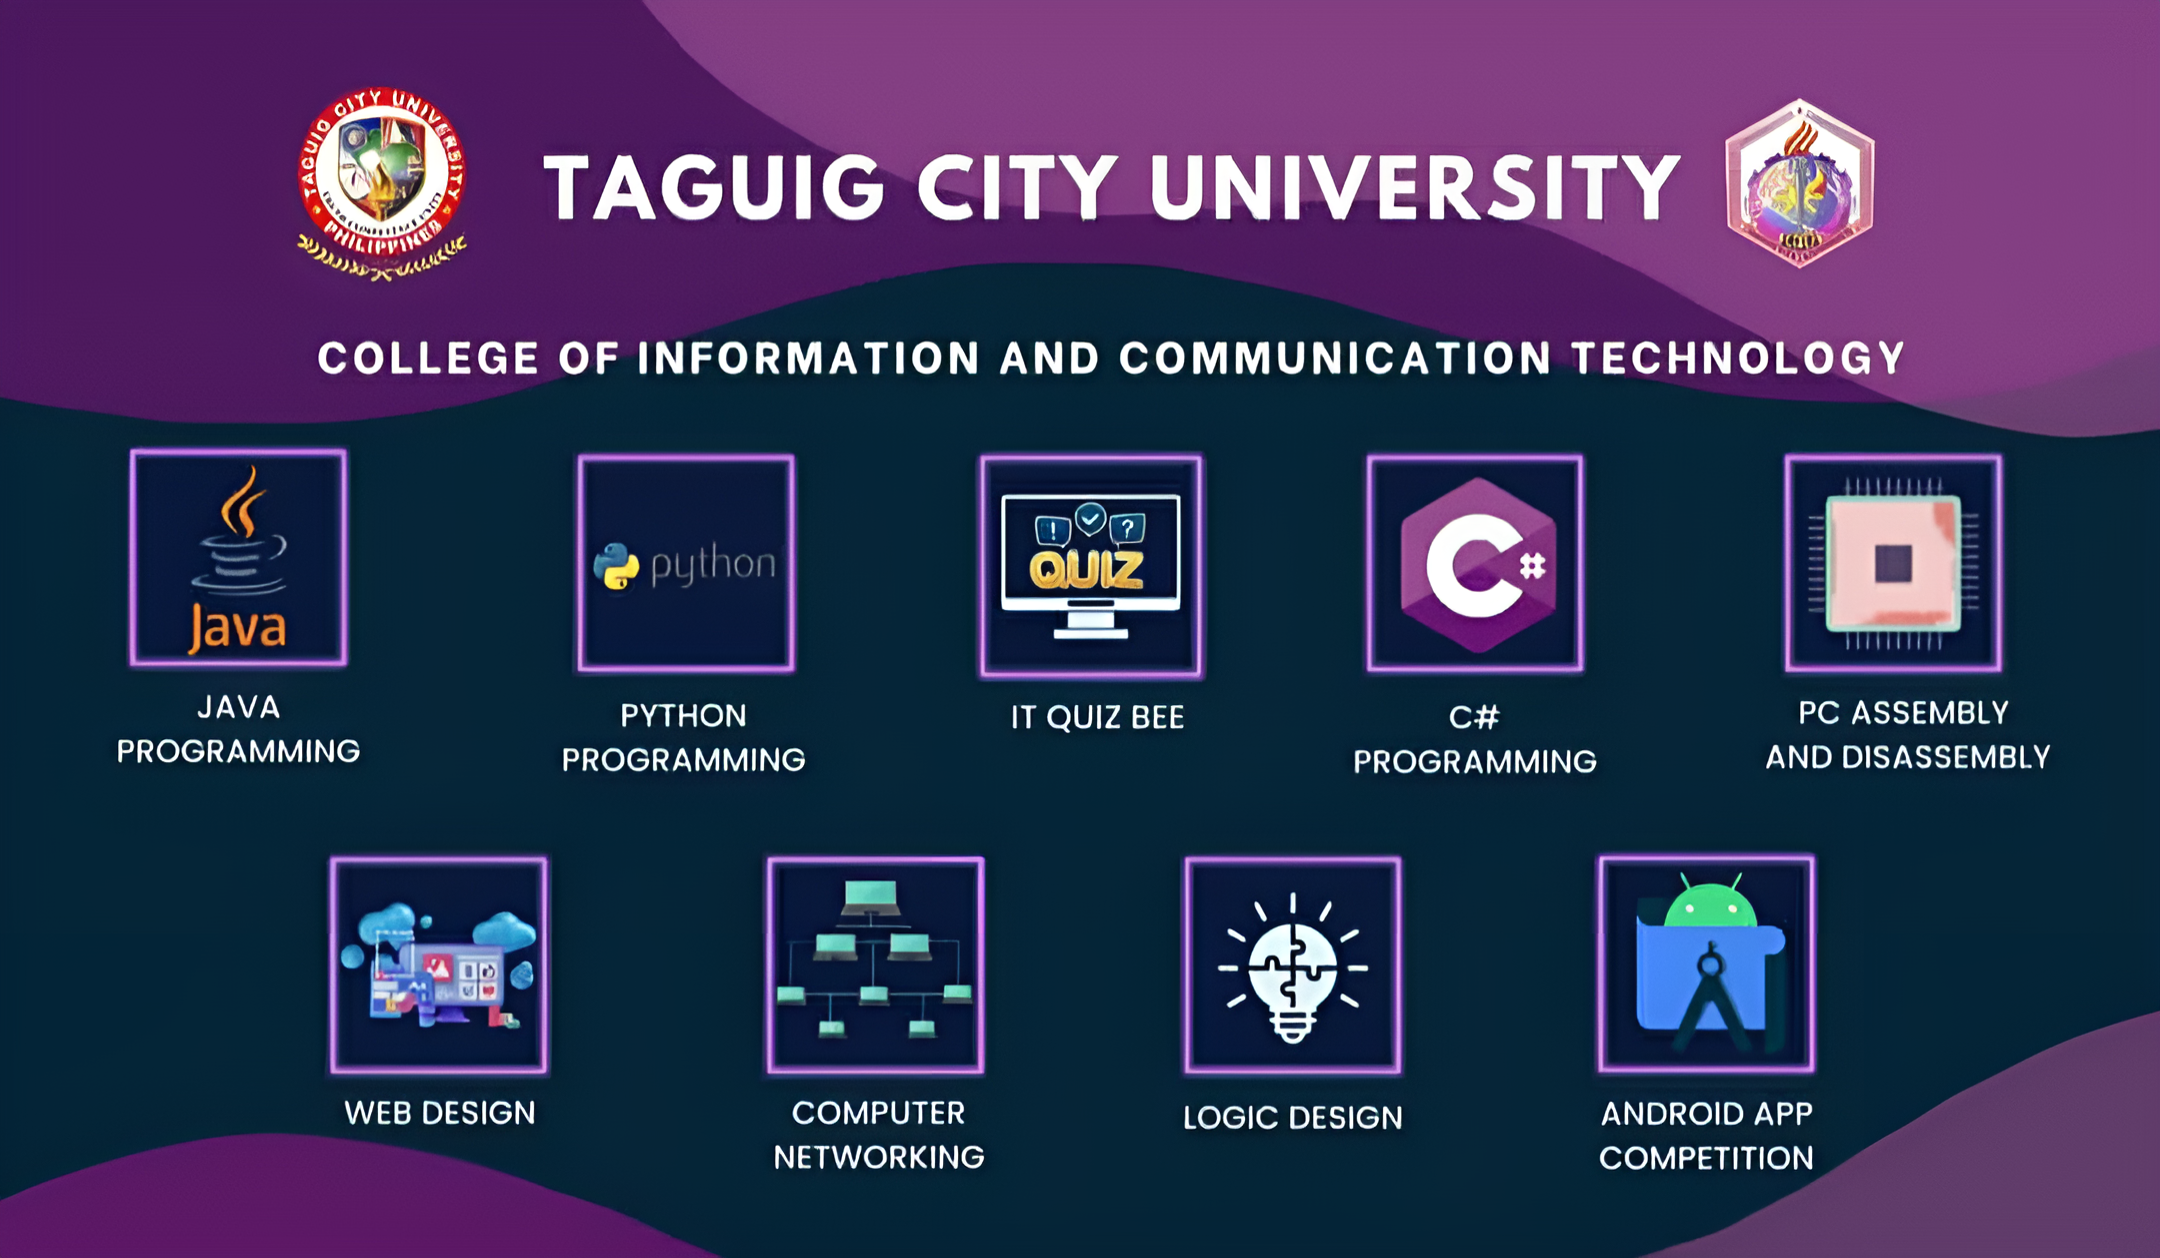 TAGUIG CITY UNIVERSITY
PHILIPPINES
TAGUIG CITY UNIVERSITY
COLLEGE OF INFORMATION AND COMMUNICATION TECHNOLOGY
Java
JAVA
PROGRAMMING
python
PYTHON
PROGRAMMING
! ?
QUIZ
IT QUIZ BEE
C#
C#
PROGRAMMING
PC ASSEMBLY
AND DISASSEMBLY
WEB DESIGN
COMPUTER
NETWORKING
LOGIC DESIGN
ANDROID APP
COMPETITION